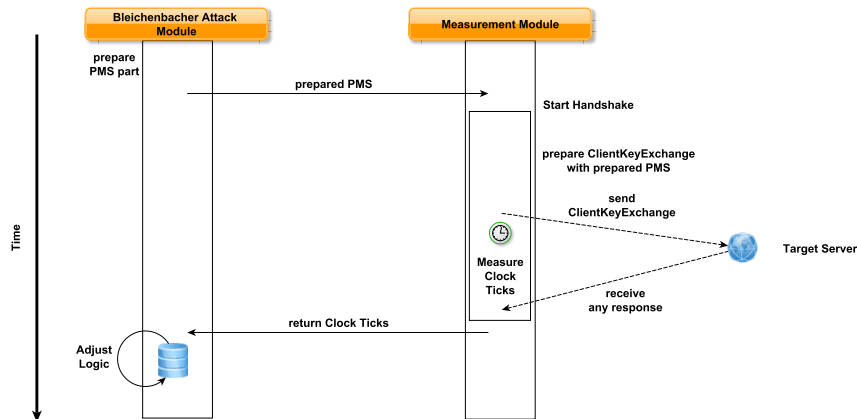 Bleichenbacher Attack
Module
Measurement Module
prepare
PMS part
prepared PMS
Start Handshake
prepare ClientKeyExchange
with prepared PMS
send
ClientKeyExchange
Time
Target Server
Measure
Clock
Ticks
receive
any response
return Clock Ticks
Adjust
Logic